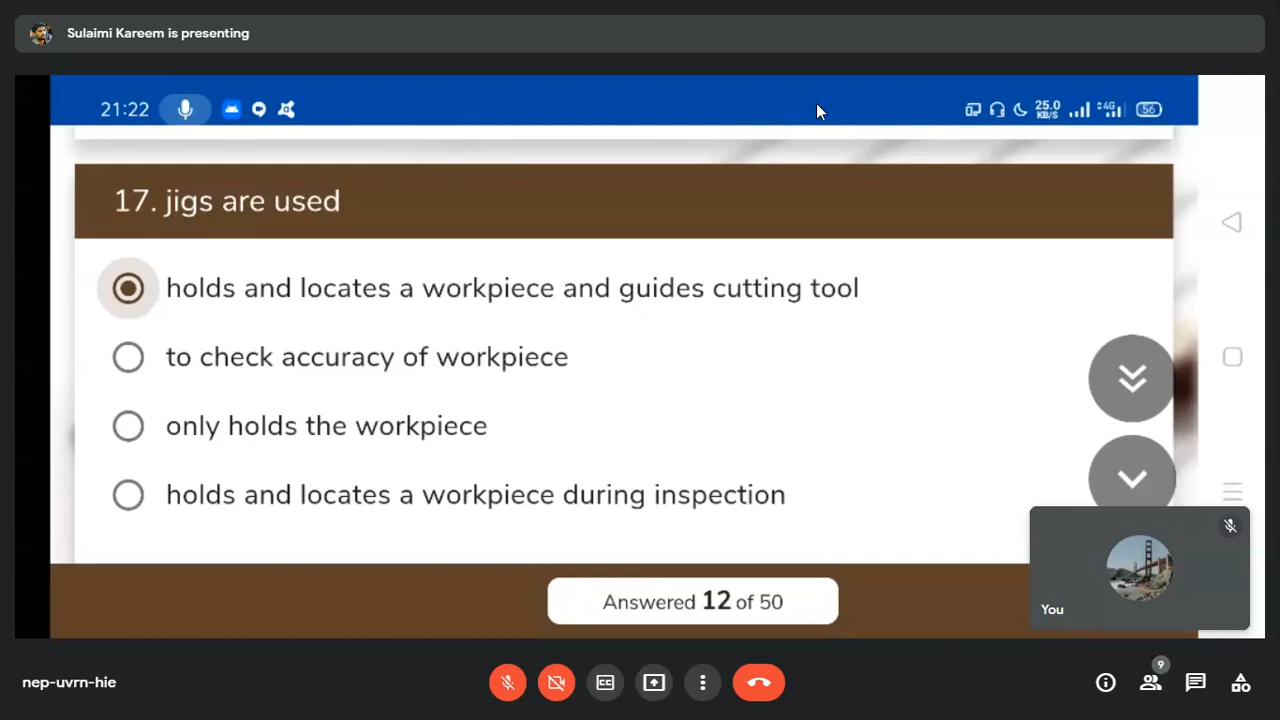 Sulaimi Kareem is presenting
21:22
25.0
KB/S
4G
56
17. jigs are used
holds and locates a workpiece and guides cutting tool
to check accuracy of workpiece
only holds the workpiece
holds and locates a workpiece during inspection
Answered 12 of 50
You
nep-uvrn-hie
CC
9